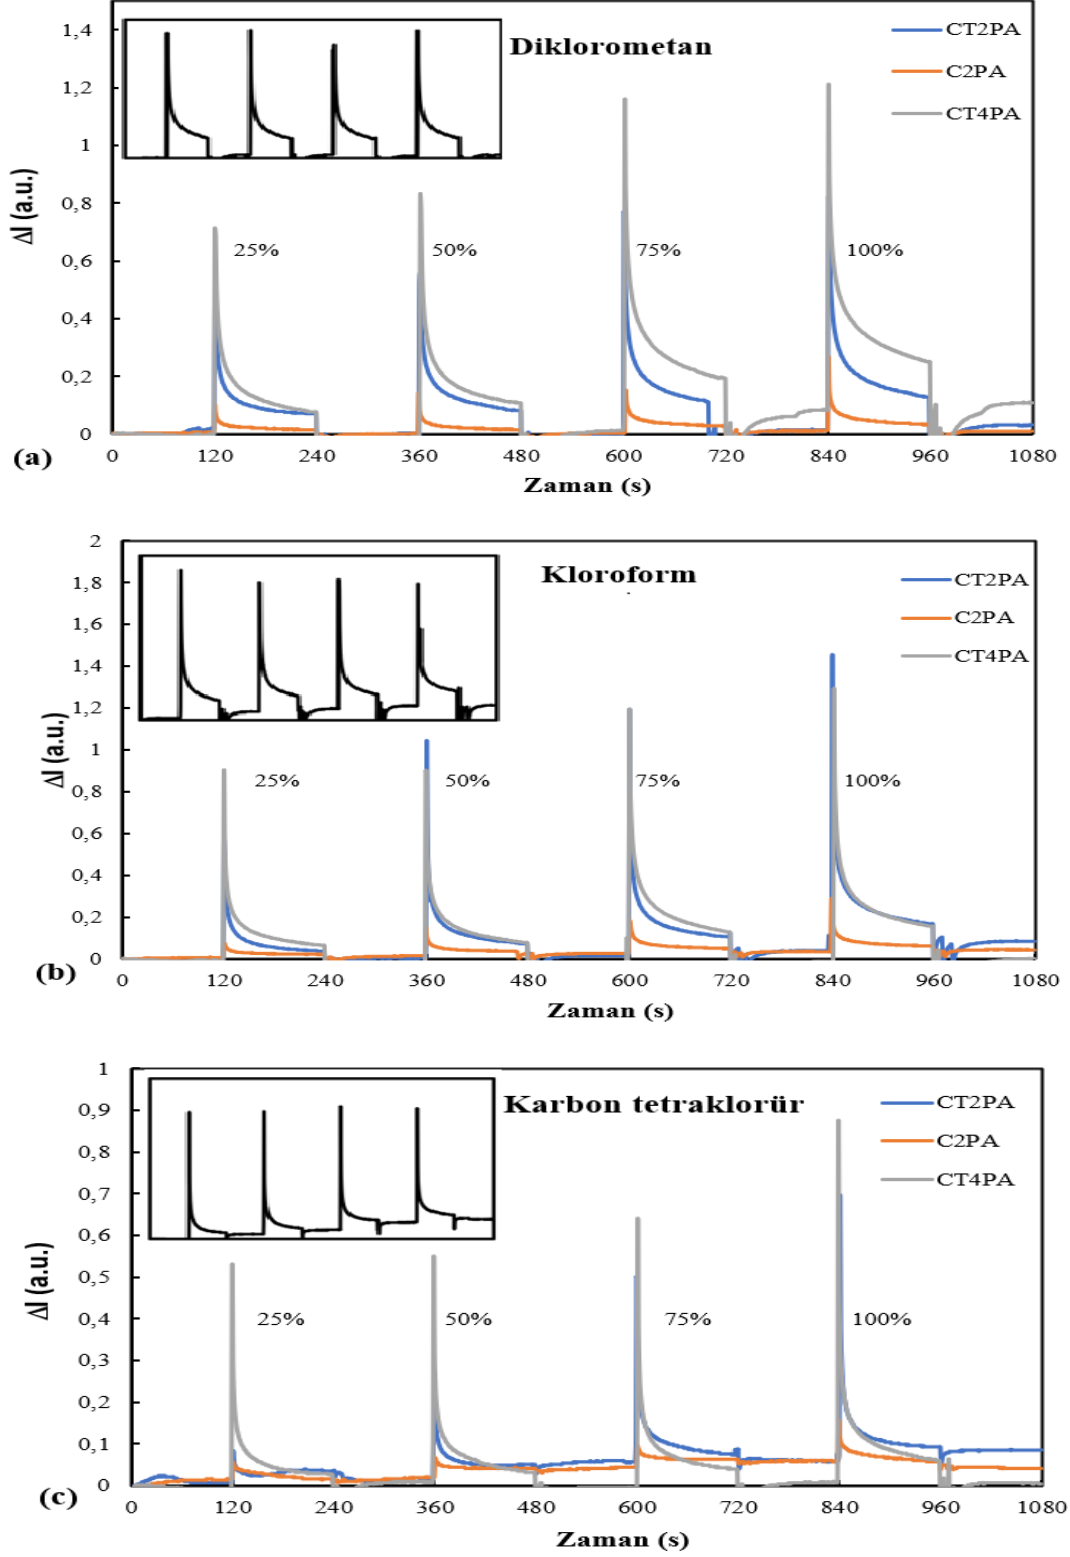 Diklorometan
CT2PA
C2PA
CT4PA
1,4
1,2
1
0,8
0,6
0,4
0,2
0
ΔI (a.u.)
25%
50%
75%
100%
0 120 240 360 480 600 720 840 960 1080
(a)
Zaman (s)
Kloroform
CT2PA
C2PA
CT4PA
2
1,8
1,6
1,4
1,2
1
0,8
0,6
0,4
0,2
0
ΔI (a.u.)
25%
50%
75%
100%
0 120 240 360 480 600 720 840 960 1080
(b)
Zaman (s)
Karbon tetraklorür
CT2PA
C2PA
CT4PA
1
0,9
0,8
0,7
0,6
0,5
0,4
0,3
0,2
0,1
0
ΔI (a.u.)
25%
50%
75%
100%
0 120 240 360 480 600 720 840 960 1080
(c)
Zaman (s)